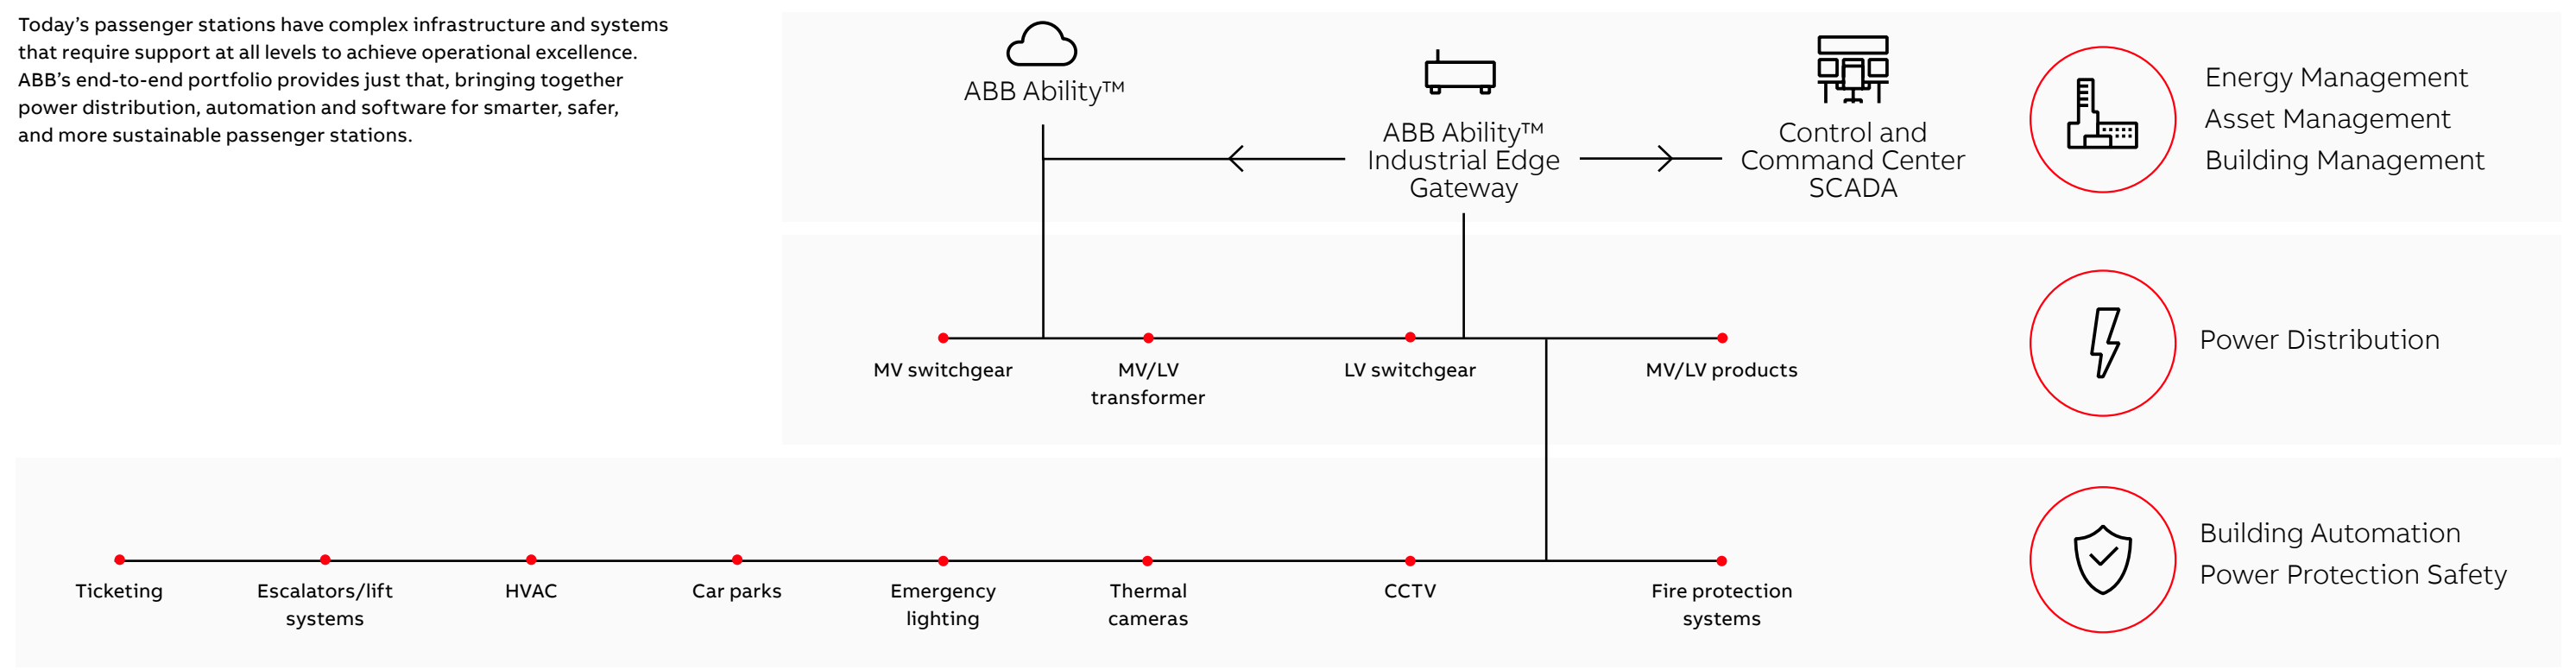 Today’s passenger stations have complex infrastructure and systems
that require support at all levels to achieve operational excellence.
ABB’s end-to-end portfolio provides just that, bringing together
power distribution, automation and software for smarter, safer,
and more sustainable passenger stations.
ABB Ability™
ABB Ability™
Industrial Edge
Gateway
Control and
Command Center
SCADA
Energy Management
Asset Management
Building Management
MV switchgear
MV/LV
transformer
LV switchgear
MV/LV products
Power Distribution
Ticketing
Escalators/lift
systems
HVAC
Car parks
Emergency
lighting
Thermal
cameras
CCTV
Fire protection
systems
Building Automation
Power Protection Safety